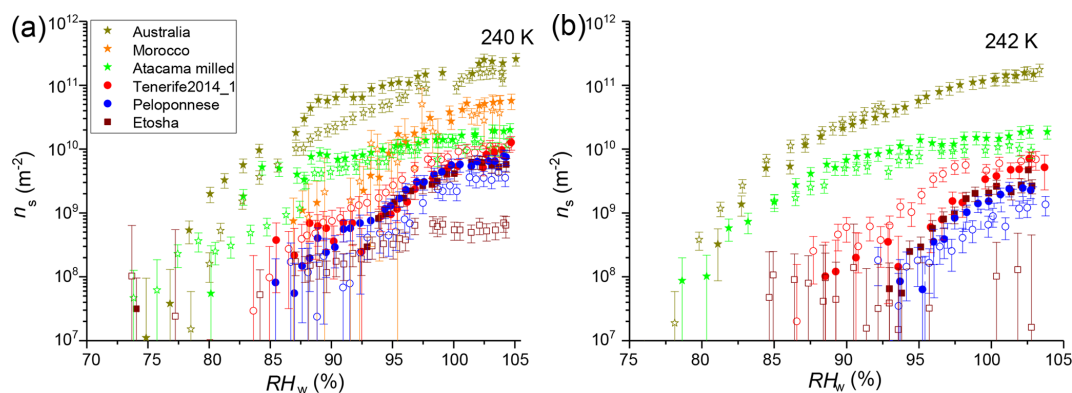 (a)
240 K
Australia
Morocco
Atacama milled
Tenerife2014_1
Peloponnese
Etosha
10^12
10^11
10^10
10^9
10^8
10^7
n_s (m^-2)
70 75 80 85 90 95 100 105
RH_w (%)
(b)
242 K
10^12
10^11
10^10
10^9
10^8
10^7
n_s (m^-2)
75 80 85 90 95 100 105
RH_w (%)